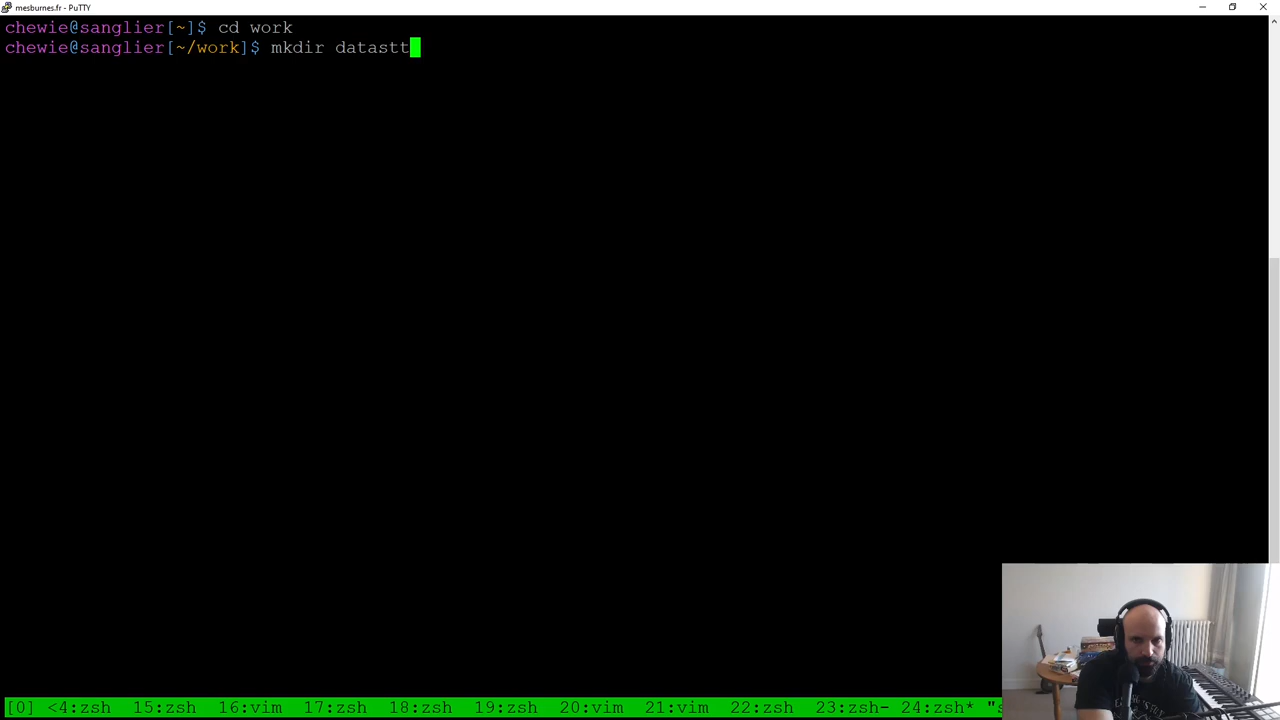 mesburnes.fr - PuTTY
chewie@sanglier[~]$ cd work
chewie@sanglier[~/work]$ mkdir datastt
[0] <4:zsh  15:zsh  16:vim  17:zsh  18:zsh  19:zsh  20:vim  21:vim  22:zsh  23:zsh- 24:zsh* "s